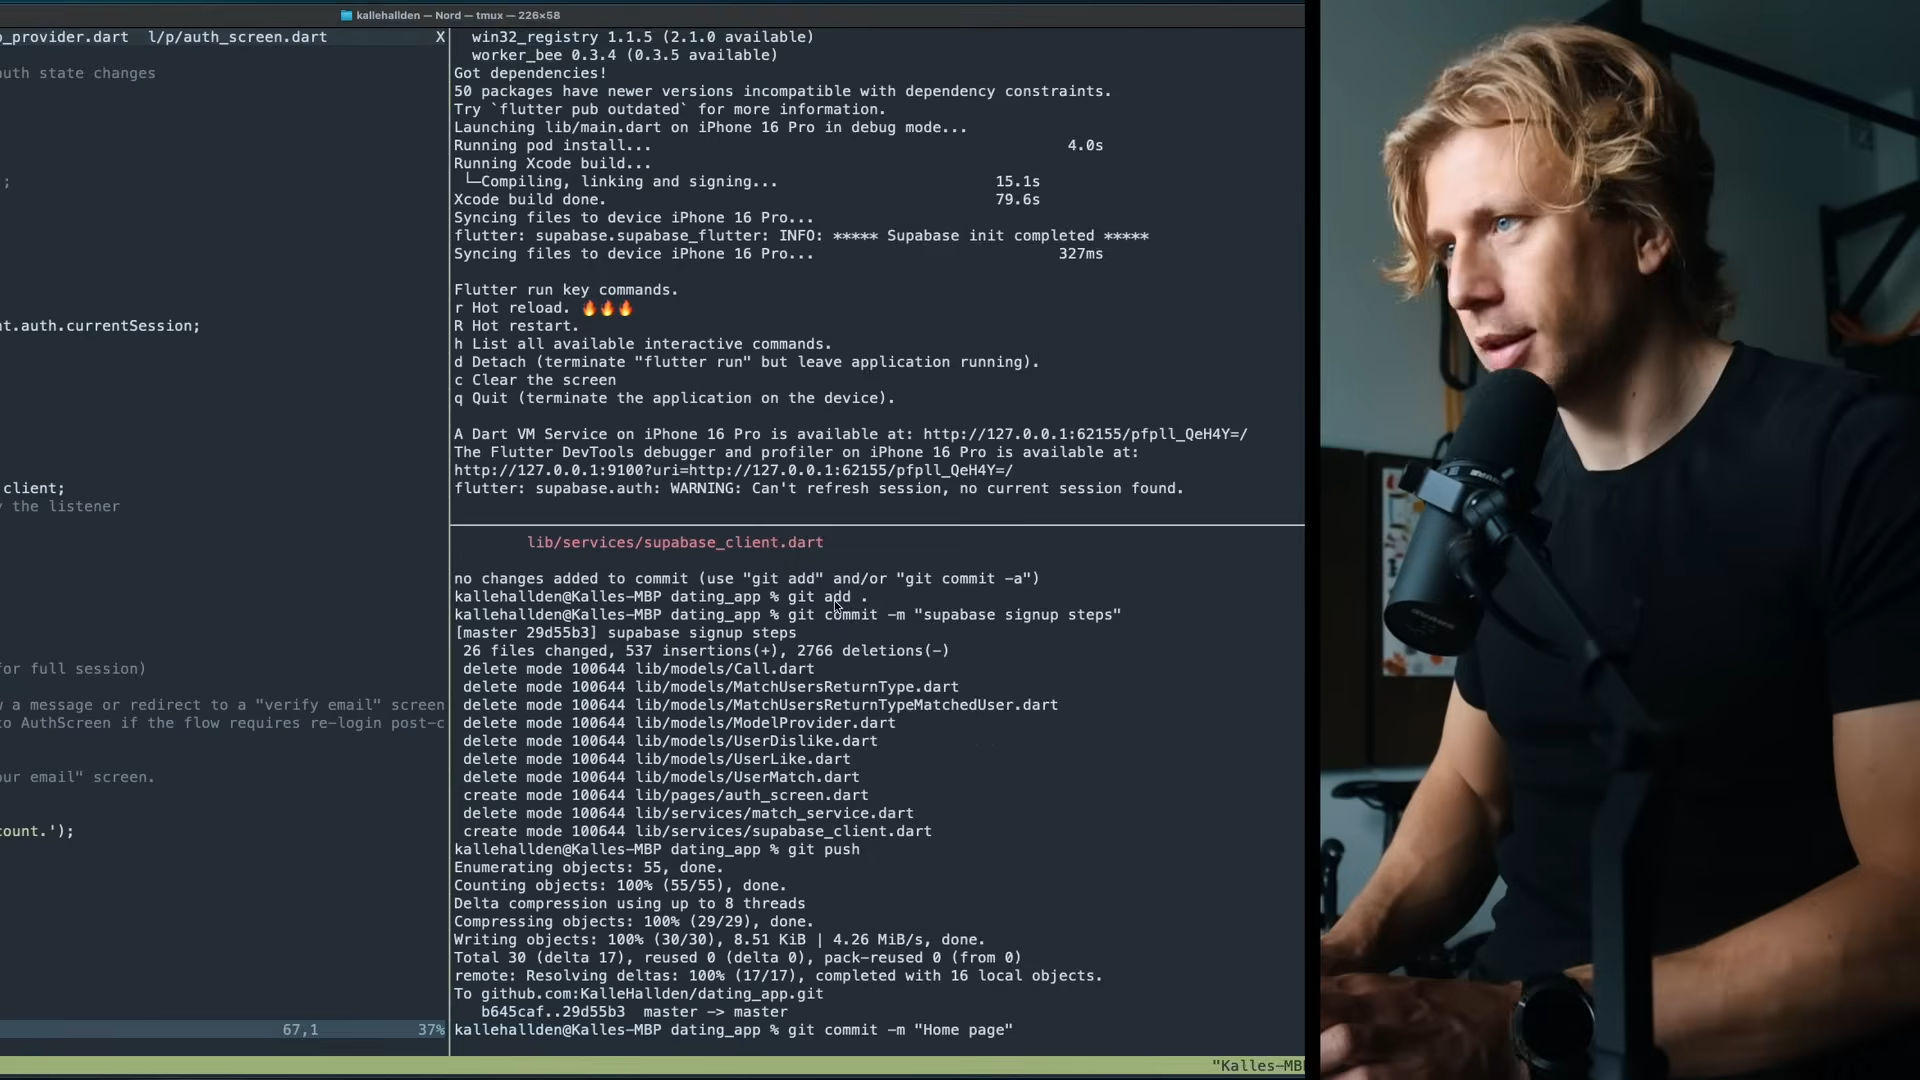 kallehallden — Nord — tmux — 226×58
o_provider.dart l/p/auth_screen.dart X
auth state changes
;
nt.auth.currentSession;
client;
y the listener
for full session)
w a message or redirect to a "verify email" screen
to AuthScreen if the flow requires re-login post-c
our email" screen.
count.');
67,1 37%
win32_registry 1.1.5 (2.1.0 available)
worker_bee 0.3.4 (0.3.5 available)
Got dependencies!
50 packages have newer versions incompatible with dependency constraints.
Try `flutter pub outdated` for more information.
Launching lib/main.dart on iPhone 16 Pro in debug mode...
Running pod install... 4.0s
Running Xcode build...
└─Compiling, linking and signing... 15.1s
Xcode build done. 79.6s
Syncing files to device iPhone 16 Pro...
flutter: supabase.supabase_flutter: INFO: ***** Supabase init completed *****
Syncing files to device iPhone 16 Pro... 327ms
Flutter run key commands.
r Hot reload. 🔥🔥🔥
R Hot restart.
h List all available interactive commands.
d Detach (terminate "flutter run" but leave application running).
c Clear the screen
q Quit (terminate the application on the device).
A Dart VM Service on iPhone 16 Pro is available at: http://127.0.0.1:62155/pfpll_QeH4Y=/
The Flutter DevTools debugger and profiler on iPhone 16 Pro is available at:
http://127.0.0.1:9100?uri=http://127.0.0.1:62155/pfpll_QeH4Y=/
flutter: supabase.auth: WARNING: Can't refresh session, no current session found.
lib/services/supabase_client.dart
no changes added to commit (use "git add" and/or "git commit -a")
kallehallden@Kalles-MBP dating_app % git add .
kallehallden@Kalles-MBP dating_app % git commit -m "supabase signup steps"
[master 29d55b3] supabase signup steps
26 files changed, 537 insertions(+), 2766 deletions(-)
delete mode 100644 lib/models/Call.dart
delete mode 100644 lib/models/MatchUsersReturnType.dart
delete mode 100644 lib/models/MatchUsersReturnTypeMatchedUser.dart
delete mode 100644 lib/models/ModelProvider.dart
delete mode 100644 lib/models/UserDislike.dart
delete mode 100644 lib/models/UserLike.dart
delete mode 100644 lib/models/UserMatch.dart
create mode 100644 lib/pages/auth_screen.dart
delete mode 100644 lib/services/match_service.dart
create mode 100644 lib/services/supabase_client.dart
kallehallden@Kalles-MBP dating_app % git push
Enumerating objects: 55, done.
Counting objects: 100% (55/55), done.
Delta compression using up to 8 threads
Compressing objects: 100% (29/29), done.
Writing objects: 100% (30/30), 8.51 KiB | 4.26 MiB/s, done.
Total 30 (delta 17), reused 0 (delta 0), pack-reused 0 (from 0)
remote: Resolving deltas: 100% (17/17), completed with 16 local objects.
To github.com:KalleHallden/dating_app.git
b645caf..29d55b3 master -> master
kallehallden@Kalles-MBP dating_app % git commit -m "Home page"
"Kalles-MB